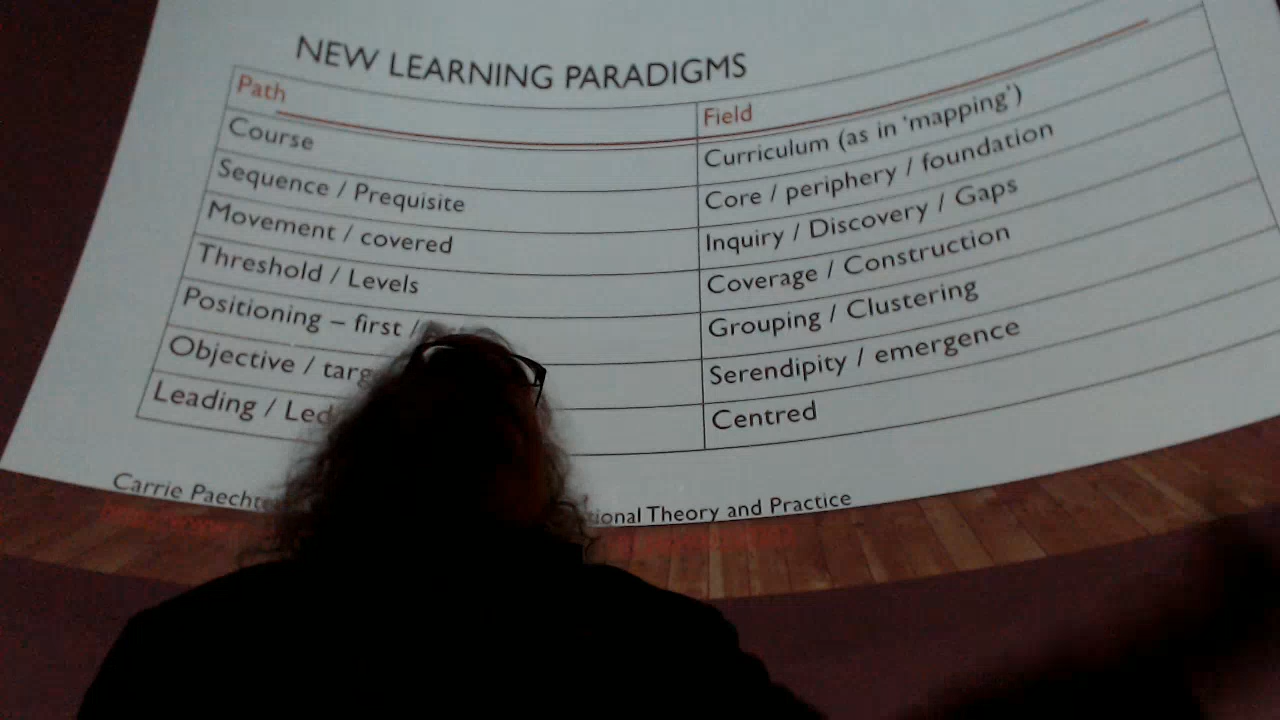 NEW LEARNING PARADIGMS
Path Field
Course Curriculum (as in 'mapping')
Sequence / Prequisite Core / periphery / foundation
Movement / covered Inquiry / Discovery / Gaps
Threshold / Levels Coverage / Construction
Positioning – first / Grouping / Clustering
Objective / Serendipity / emergence
Leading / Led Centred
Carrie Theory and Practice